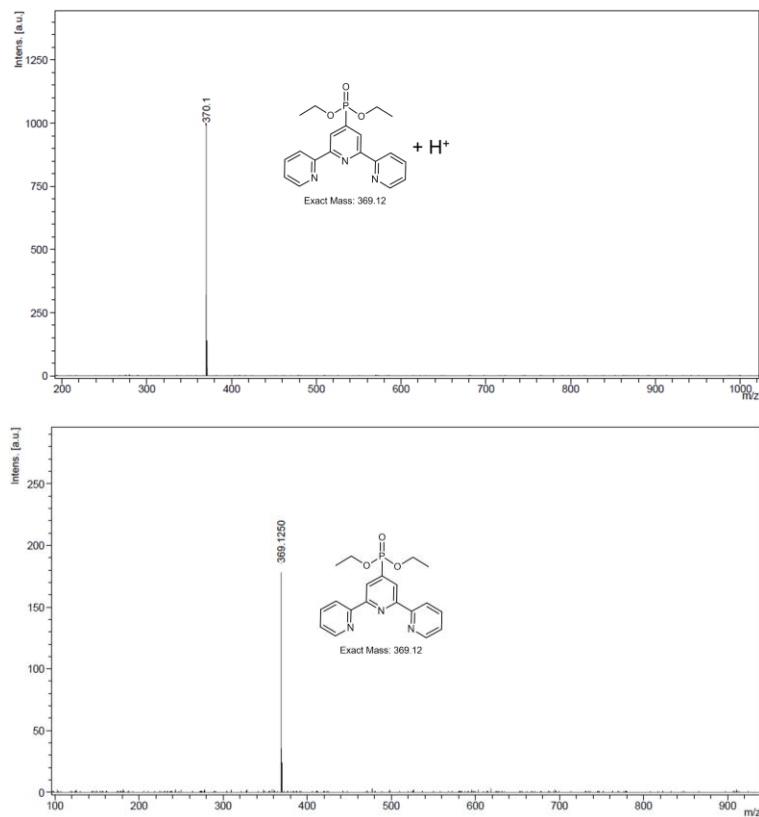 Intens. [a.u.]
1250
1000
750
500
250
0
370.1
O
P
O O
N
N N
+ H⁺
Exact Mass: 369.12
200 300 400 500 600 700 800 900 1000
m/z
Intens. [a.u.]
250
200
150
100
50
0
369.1250
O
P
O O
N
N N
Exact Mass: 369.12
100 200 300 400 500 600 700 800 900
m/z